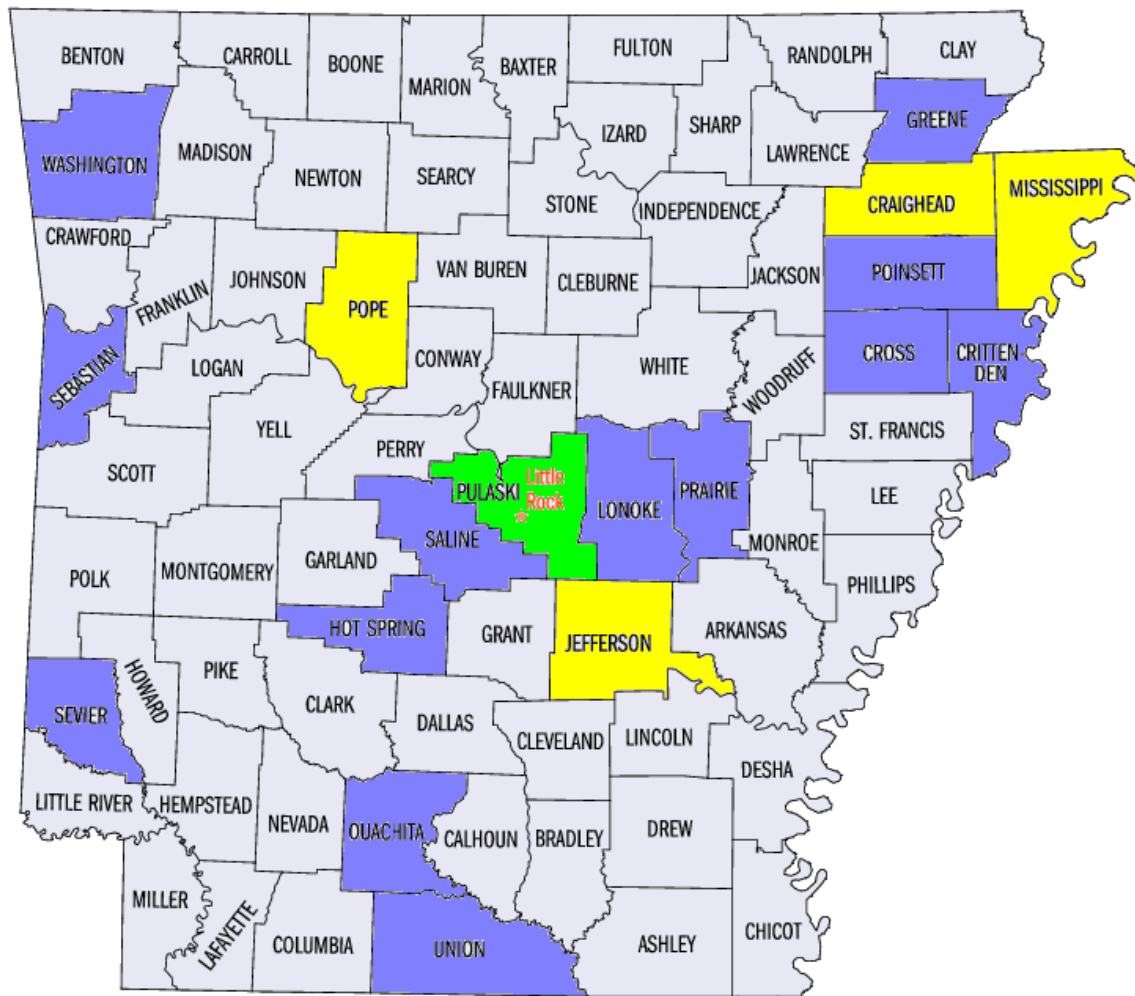 BENTON
CARROLL
BOONE
MARION
BAXTER
FULTON
RANDOLPH
CLAY
GREENE
WASHINGTON
MADISON
NEWTON
SEARCY
STONE
IZARD
SHARP
LAWRENCE
INDEPENDENCE
CRAIGHEAD
MISSISSIPPI
CRAWFORD
FRANKLIN
JOHNSON
POPE
VAN BUREN
CLEBURNE
JACKSON
POINSETT
SEBASTIAN
LOGAN
CONWAY
FAULKNER
WHITE
WOODRUFF
CROSS
CRITTEN
DEN
YELL
PERRY
ST. FRANCIS
SCOTT
PULASKI
Little
Rock
LONOKE
PRAIRIE
LEE
SALINE
GARLAND
MONROE
POLK
MONTGOMERY
PHILLIPS
HOT SPRING
GRANT
JEFFERSON
ARKANSAS
HOWARD
PIKE
CLARK
SEVIER
DALLAS
CLEVELAND
LINCOLN
DESHA
LITTLE RIVER
HEMPSTEAD
NEVADA
OUACHITA
CALHOUN
BRADLEY
DREW
MILLER
LAFAYETTE
COLUMBIA
UNION
ASHLEY
CHICOT